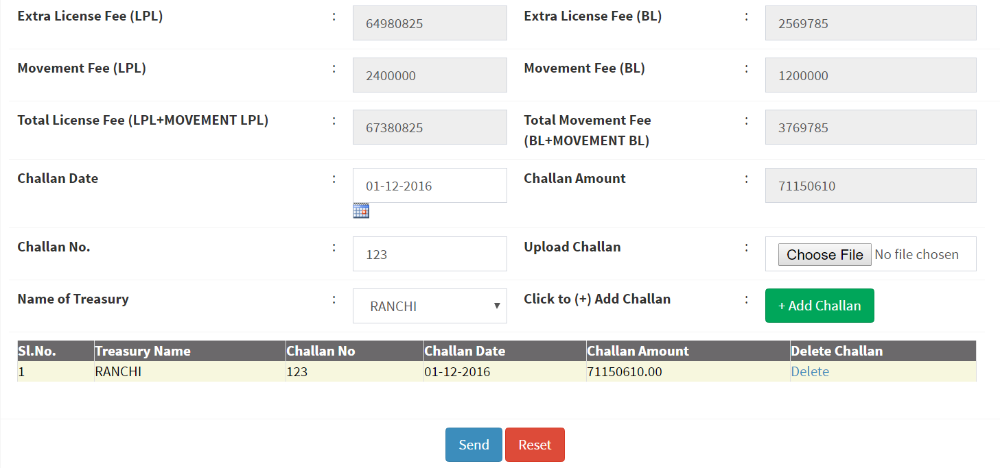 Extra License Fee (LPL) : 64980825 Extra License Fee (BL) : 2569785
Movement Fee (LPL) : 2400000 Movement Fee (BL) : 1200000
Total License Fee (LPL+MOVEMENT LPL) : 67380825 Total Movement Fee : 3769785
(BL+MOVEMENT BL)
Challan Date : 01-12-2016 Challan Amount : 71150610
Challan No. : 123 Upload Challan : Choose File No file chosen
Name of Treasury : RANCHI Click to (+) Add Challan : + Add Challan
Sl.No. Treasury Name Challan No Challan Date Challan Amount Delete Challan
1 RANCHI 123 01-12-2016 71150610.00 Delete
Send Reset